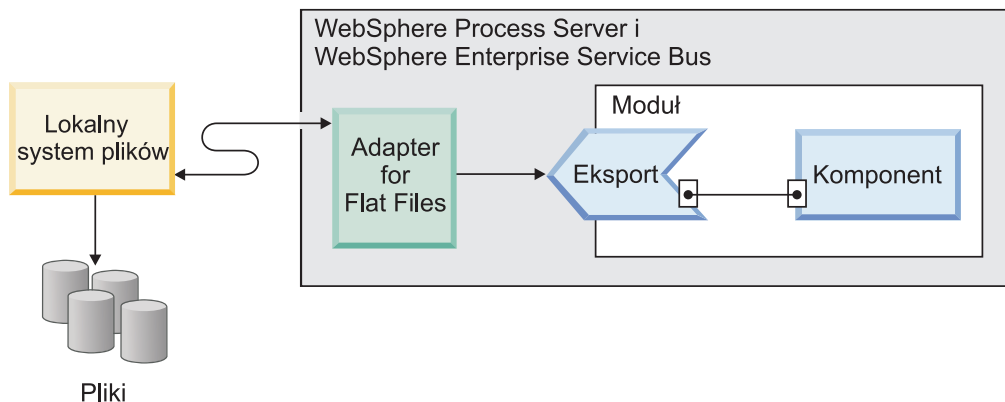 WebSphere Process Server i
WebSphere Enterprise Service Bus
Moduł
Lokalny
system plików
Adapter
for
Flat Files
Eksport
Komponent
Pliki